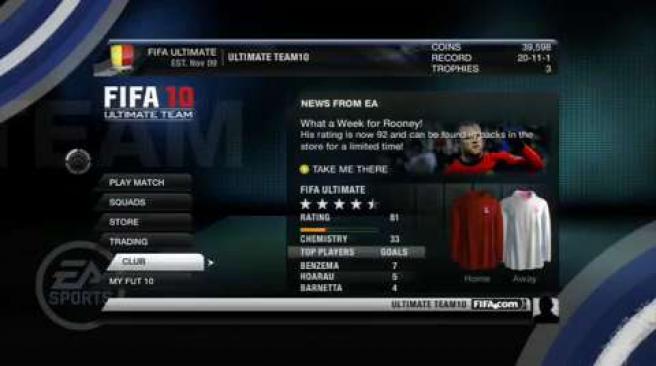 FIFA ULTIMATE
EST. Nov 09
ULTIMATE TEAM10
COINS 39,598
RECORD 20-11-1
TROPHIES 3
FIFA 10
ULTIMATE TEAM
TEAM
NEWS FROM EA
What a Week for Rooney!
His rating is now 92 and can be found in packs in the
store for a limited time!
TAKE ME THERE
PLAY MATCH
SQUADS
STORE
TRADING
CLUB
MY FUT 10
FIFA ULTIMATE
RATING 81
CHEMISTRY 33
TOP PLAYERS GOALS
BENZEMA 7
HOARAU 5
BARNETTA 4
Home Away
EA
SPORTS
ULTIMATE TEAM10 FIFA.com